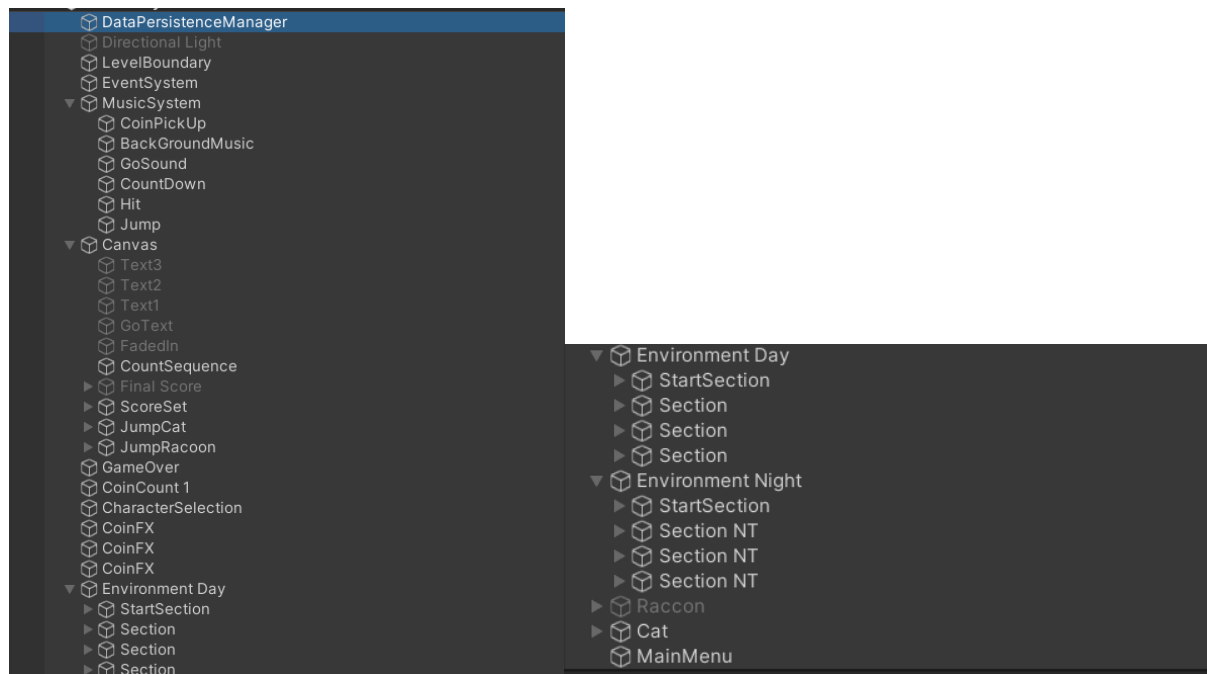 DataPersistenceManager
Directional Light
LevelBoundary
EventSystem
MusicSystem
CoinPickUp
BackGroundMusic
GoSound
CountDown
Hit
Jump
Canvas
Text3
Text2
Text1
GoText
FadedIn
CountSequence
Final Score
ScoreSet
JumpCat
JumpRacoon
GameOver
CoinCount 1
CharacterSelection
CoinFX
CoinFX
CoinFX
Environment Day
StartSection
Section
Section
Section
Environment Day
StartSection
Section
Section
Section
Environment Night
StartSection
Section NT
Section NT
Section NT
Raccon
Cat
MainMenu